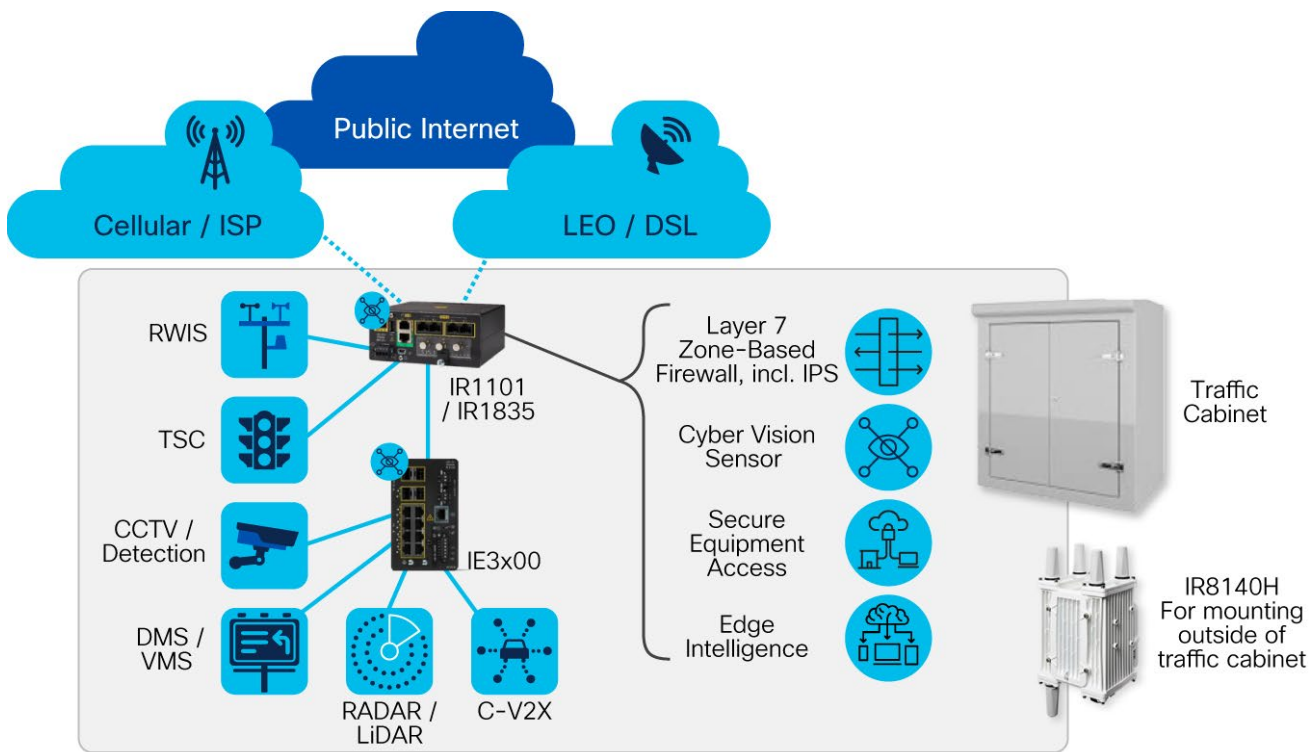 Public Internet
Cellular / ISP
LEO / DSL
RWIS
TSC
CCTV /
Detection
DMS /
VMS
IR1101
/ IR1835
IE3x00
RADAR /
LiDAR
C-V2X
Layer 7
Zone-Based
Firewall, incl. IPS
Cyber Vision
Sensor
Secure
Equipment
Access
Edge
Intelligence
Traffic
Cabinet
IR8140H
For mounting
outside of
traffic cabinet